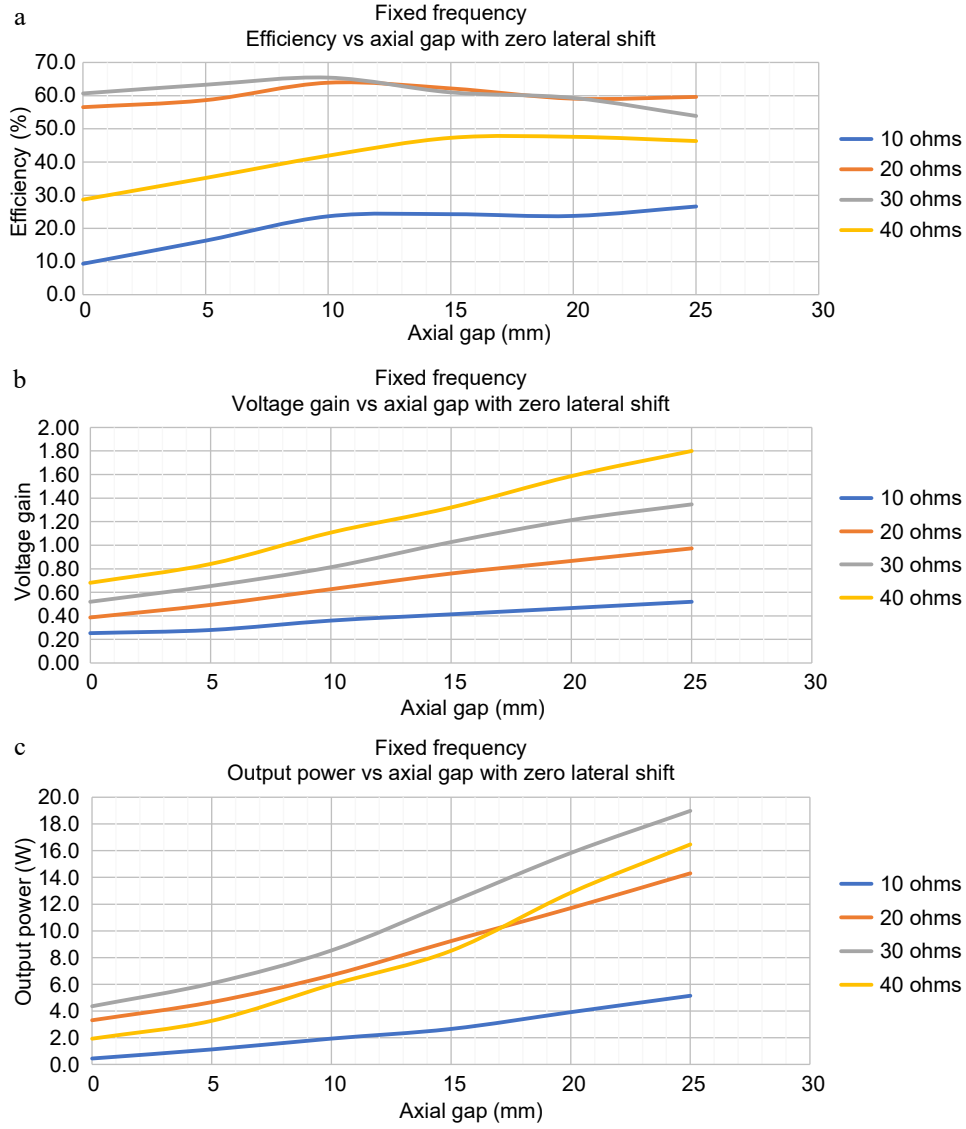 a
Fixed frequency
Efficiency vs axial gap with zero lateral shift
Efficiency (%)
70.0
60.0
50.0
40.0
30.0
20.0
10.0
0.0
0 5 10 15 20 25 30
Axial gap (mm)
10 ohms
20 ohms
30 ohms
40 ohms
b
Fixed frequency
Voltage gain vs axial gap with zero lateral shift
Voltage gain
2.00
1.80
1.60
1.40
1.20
1.00
0.80
0.60
0.40
0.20
0.00
0 5 10 15 20 25 30
Axial gap (mm)
10 ohms
20 ohms
30 ohms
40 ohms
c
Fixed frequency
Output power vs axial gap with zero lateral shift
Output power (W)
20.0
18.0
16.0
14.0
12.0
10.0
8.0
6.0
4.0
2.0
0.0
0 5 10 15 20 25 30
Axial gap (mm)
10 ohms
20 ohms
30 ohms
40 ohms